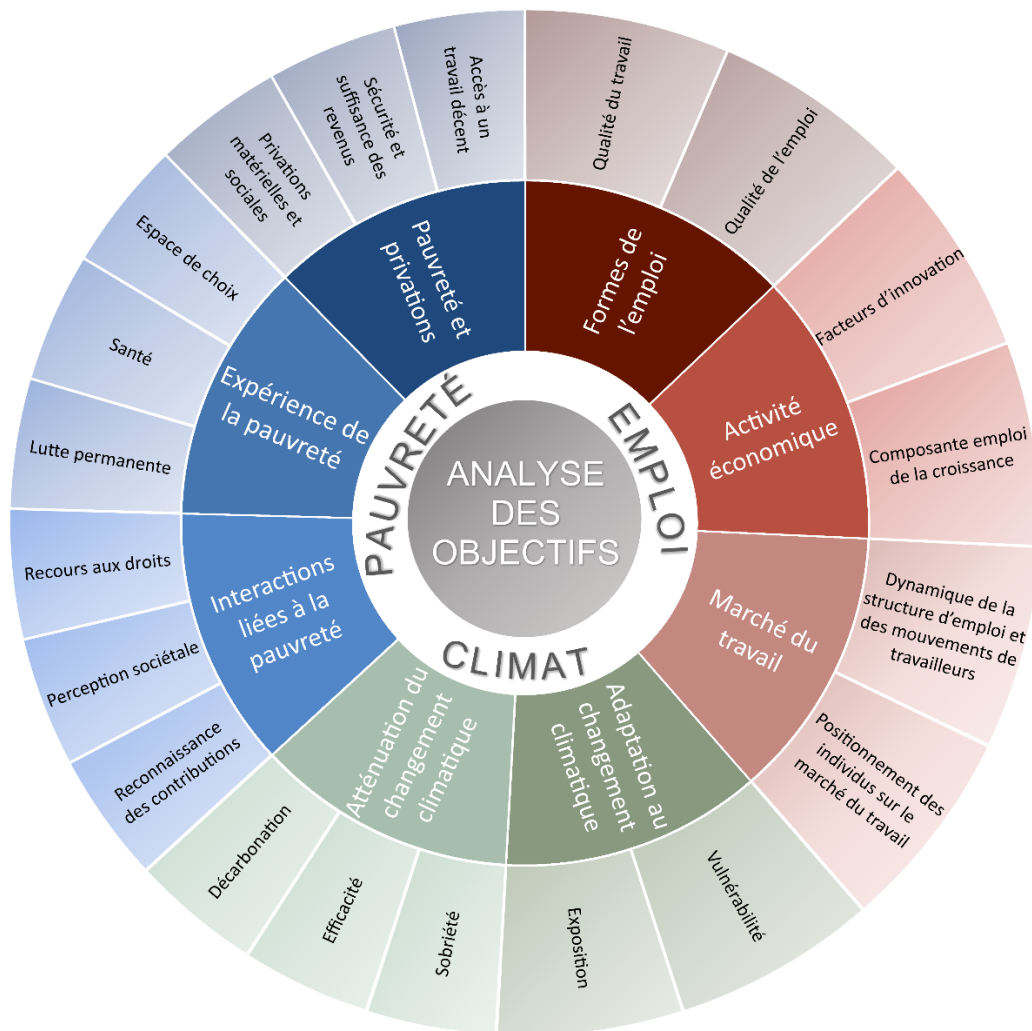 ANALYSE
DES
OBJECTIFS
EMPLOI
Formes de
l'emploi
Qualité du travail
Qualité de l'emploi
Activité
économique
Facteurs d'innovation
Composante emploi
de la croissance
Marché du
travail
Dynamique de la
structure d'emploi et
des mouvements de
travailleurs
Positionnement des
individus sur le
marché du travail
CLIMAT
Adaptation au
changement
climatique
Vulnérabilité
Exposition
Atténuation du
changement
climatique
Sobriété
Efficacité
Décarbonation
PAUVRETÉ
Interactions
liées à la
pauvreté
Reconnaissance
des contributions
Perception sociétale
Recours aux droits
Expérience de
la pauvreté
Lutte permanente
Santé
Espace de choix
Pauvreté et
privations
Privations
matérielles et
sociales
Sécurité et
suffisance des
revenus
Accès à un
travail décent